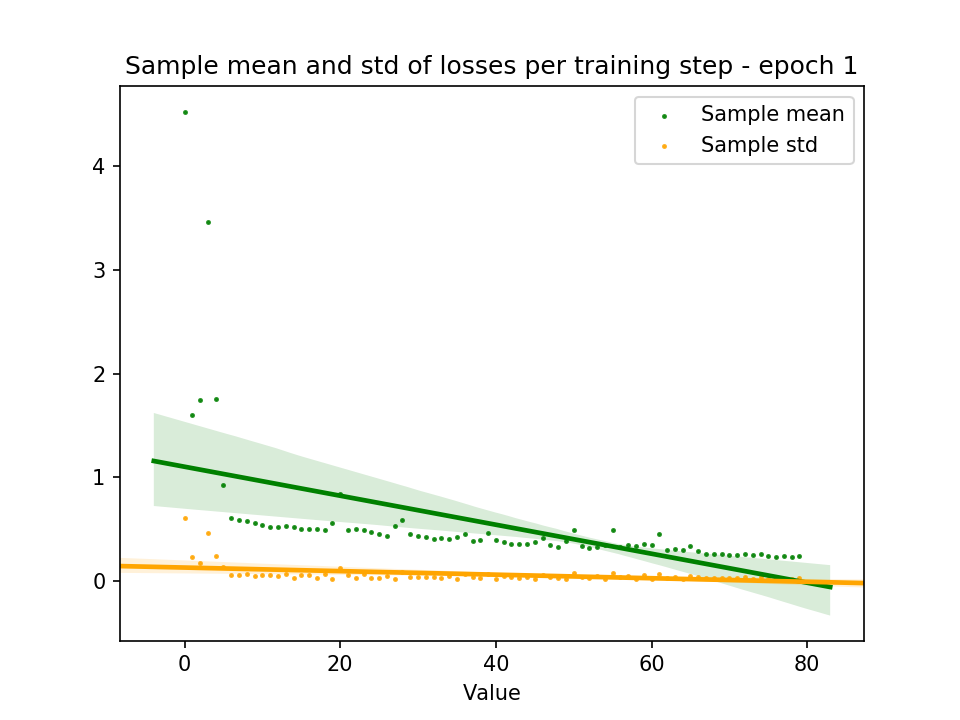 Sample mean and std of losses per training step - epoch 1
Sample mean
Sample std
4
3
2
1
0
0 20 40 60 80
Value